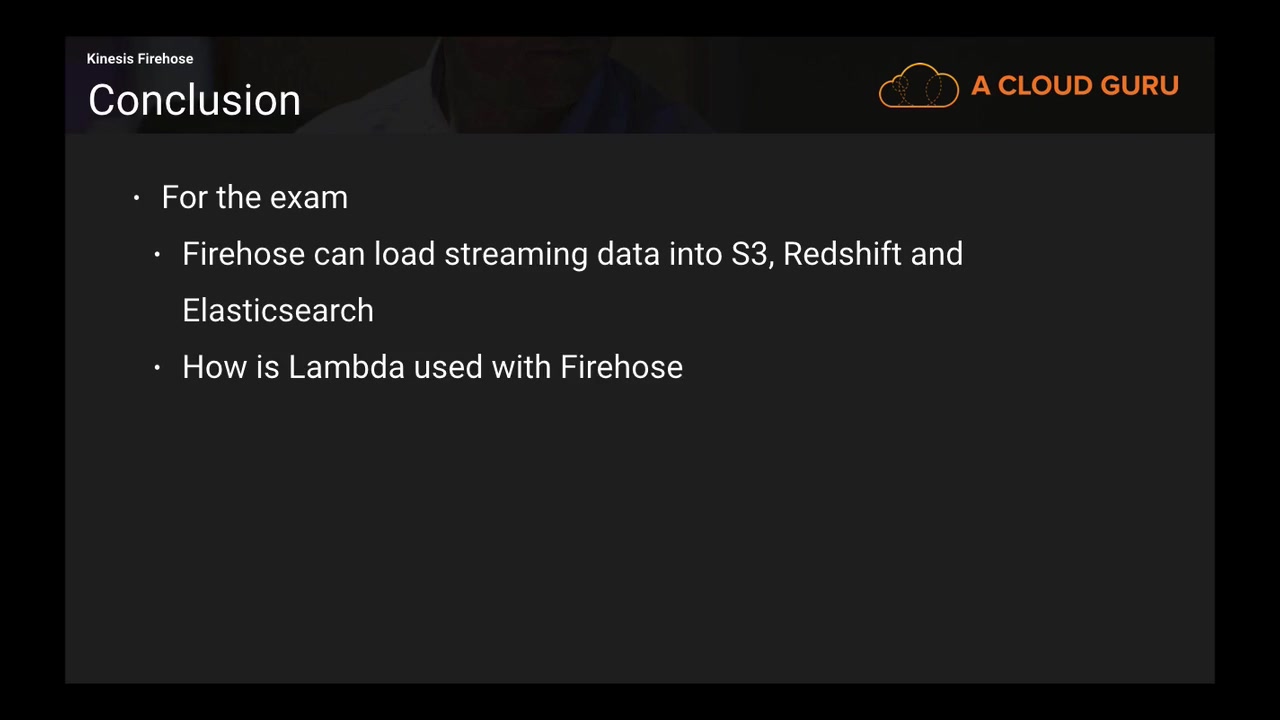 Kinesis Firehose
Conclusion
A CLOUD GURU
• For the exam
• Firehose can load streaming data into S3, Redshift and
Elasticsearch
• How is Lambda used with Firehose